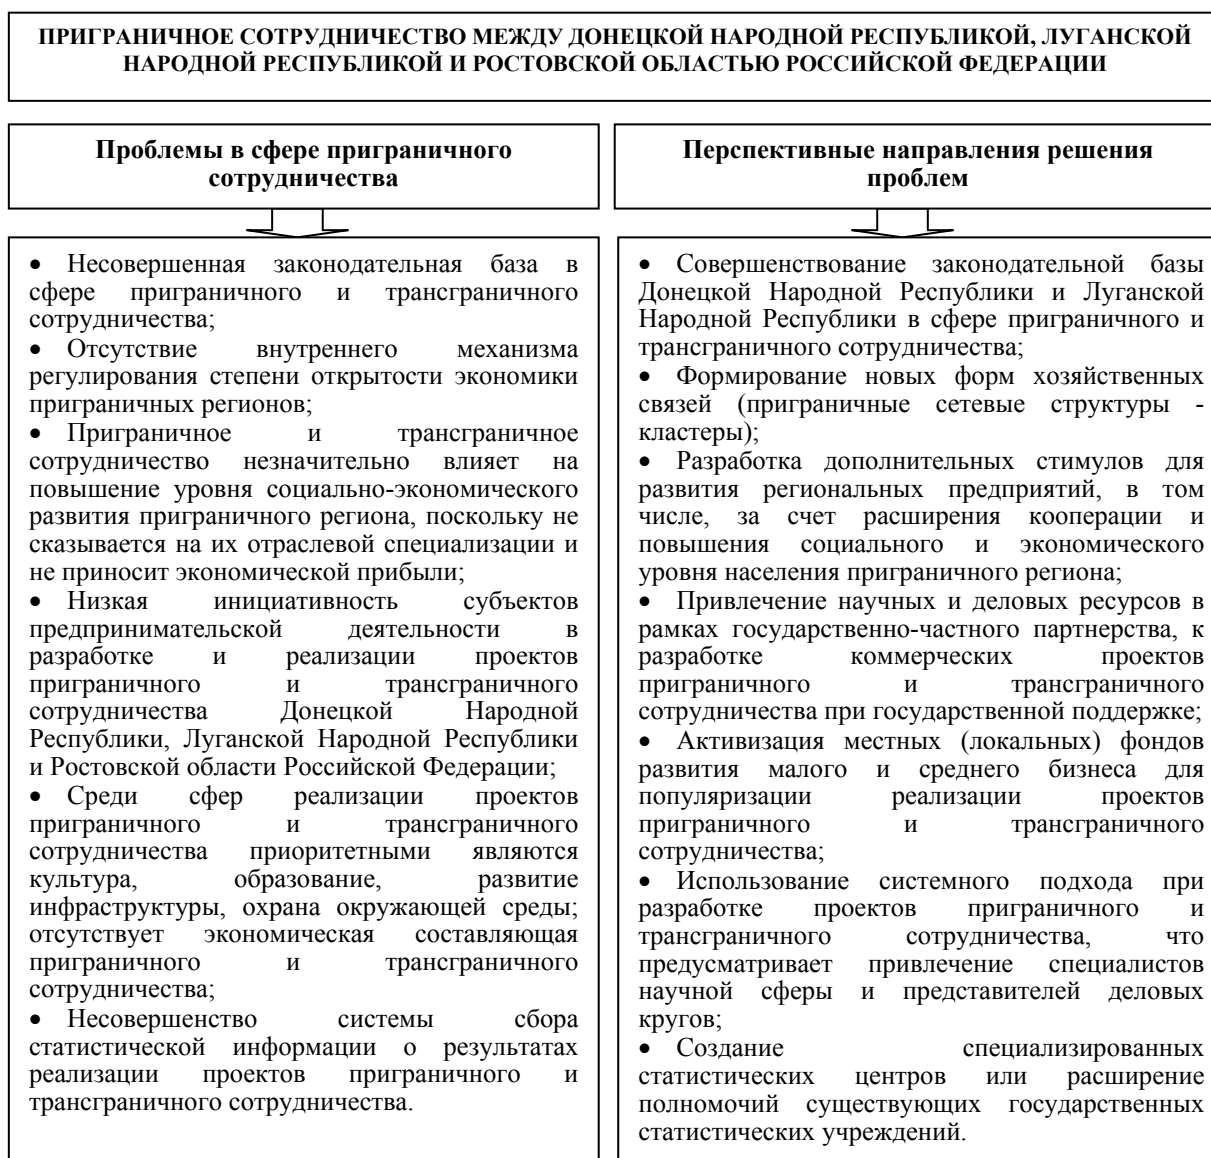 ПРИГРАНИЧНОЕ СОТРУДНИЧЕСТВО МЕЖДУ ДОНЕЦКОЙ НАРОДНОЙ РЕСПУБЛИКОЙ, ЛУГАНСКОЙ
НАРОДНОЙ РЕСПУБЛИКОЙ И РОСТОВСКОЙ ОБЛАСТЬЮ РОССИЙСКОЙ ФЕДЕРАЦИИ
Проблемы в сфере приграничного
сотрудничества
• Несовершенная законодательная база в
сфере приграничного и трансграничного
сотрудничества;
• Отсутствие внутреннего механизма
регулирования степени открытости экономики
приграничных регионов;
• Приграничное и трансграничное
сотрудничество незначительно влияет на
повышение уровня социально-экономического
развития приграничного региона, поскольку не
сказывается на их отраслевой специализации и
не приносит экономической прибыли;
• Низкая инициативность субъектов
предпринимательской деятельности в
разработке и реализации проектов
приграничного и трансграничного
сотрудничества Донецкой Народной
Республики, Луганской Народной Республики
и Ростовской области Российской Федерации;
• Среди сфер реализации проектов
приграничного и трансграничного
сотрудничества приоритетными являются
культура, образование, развитие
инфраструктуры, охрана окружающей среды;
отсутствует экономическая составляющая
приграничного и трансграничного
сотрудничества;
• Несовершенство системы сбора
статистической информации о результатах
реализации проектов приграничного и
трансграничного сотрудничества.
Перспективные направления решения
проблем
• Совершенствование законодательной базы
Донецкой Народной Республики и Луганской
Народной Республики в сфере приграничного и
трансграничного сотрудничества;
• Формирование новых форм хозяйственных
связей (приграничные сетевые структуры -
кластеры);
• Разработка дополнительных стимулов для
развития региональных предприятий, в том
числе, за счет расширения кооперации и
повышения социального и экономического
уровня населения приграничного региона;
• Привлечение научных и деловых ресурсов в
рамках государственно-частного партнерства, к
разработке коммерческих проектов
приграничного и трансграничного
сотрудничества при государственной поддержке;
• Активизация местных (локальных) фондов
развития малого и среднего бизнеса для
популяризации реализации проектов
приграничного и трансграничного
сотрудничества;
• Использование системного подхода при
разработке проектов приграничного и
трансграничного сотрудничества, что
предусматривает привлечение специалистов
научной сферы и представителей деловых
кругов;
• Создание специализированных
статистических центров или расширение
полномочий существующих государственных
статистических учреждений.